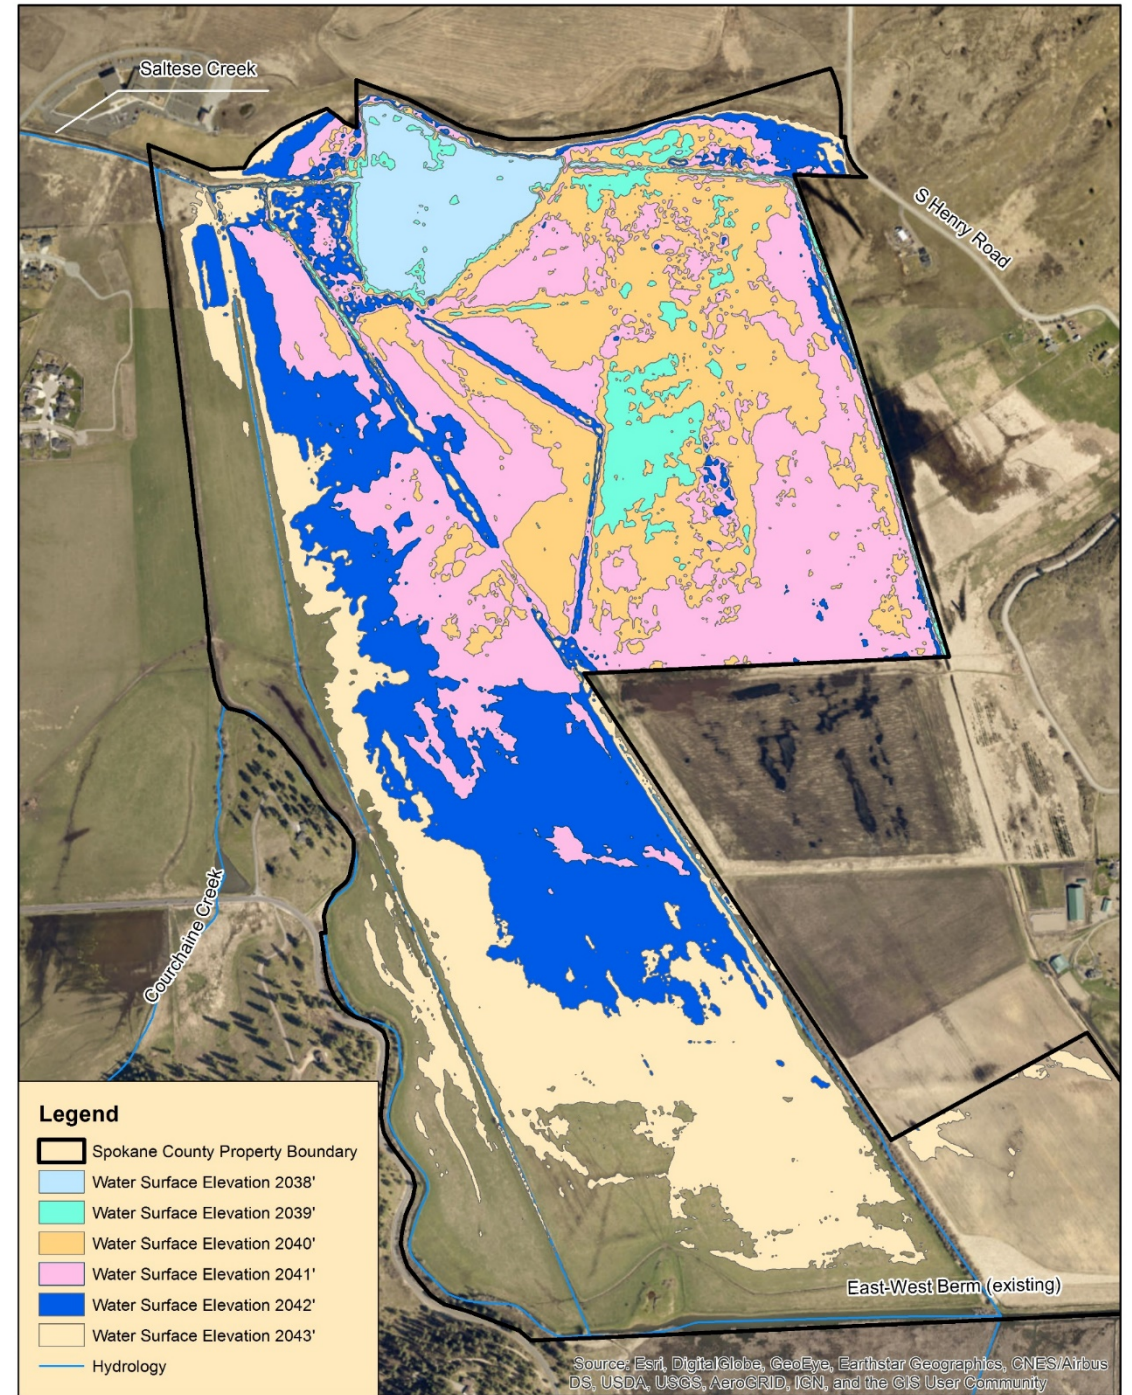 Saltese Creek
S Henry Road
Courchaine Creek
Legend
Spokane County Property Boundary
Water Surface Elevation 2038'
Water Surface Elevation 2039'
Water Surface Elevation 2040'
Water Surface Elevation 2041'
Water Surface Elevation 2042'
Water Surface Elevation 2043'
Hydrology
East-West Berm (existing)
Source: Esri, DigitalGlobe, GeoEye, Earthstar Geographics, CNES/Airbus
DS, USDA, USGS, AeroGRID, IGN, and the GIS User Community